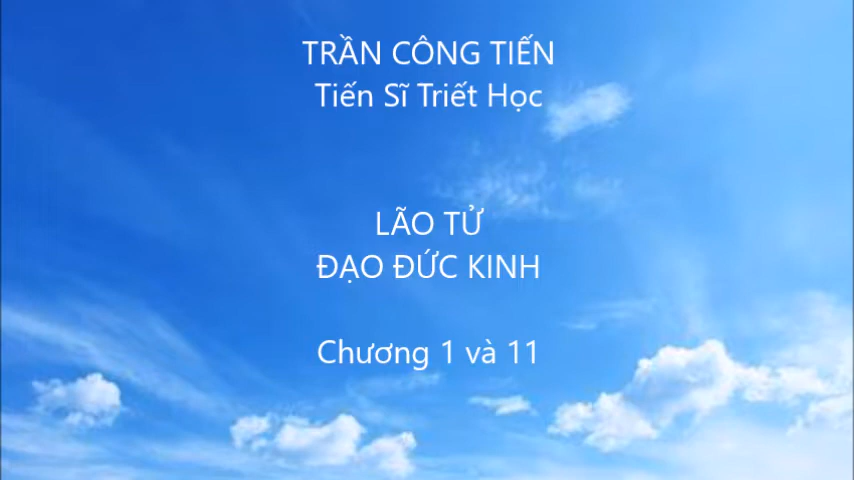 TRẦN CÔNG TIẾN
Tiến Sĩ Triết Học
LÃO TỬ
ĐẠO ĐỨC KINH
Chương 1 và 11